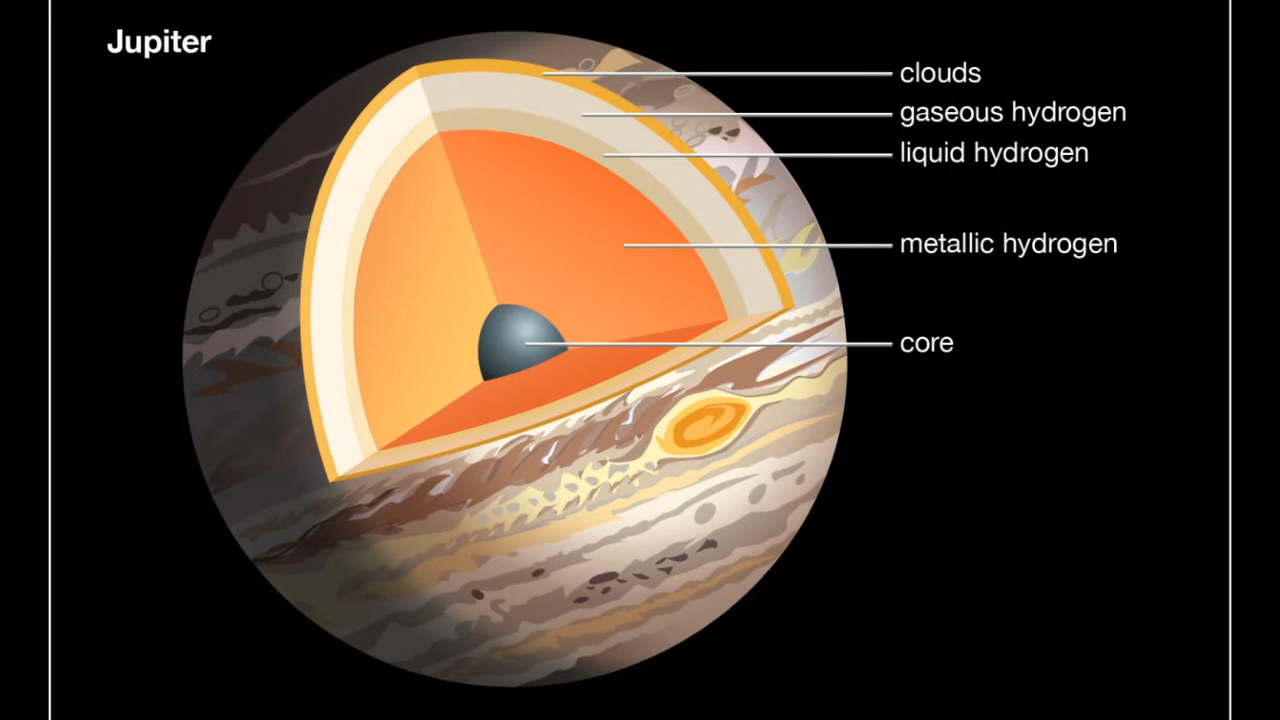 Jupiter
clouds
gaseous hydrogen
liquid hydrogen
metallic hydrogen
core